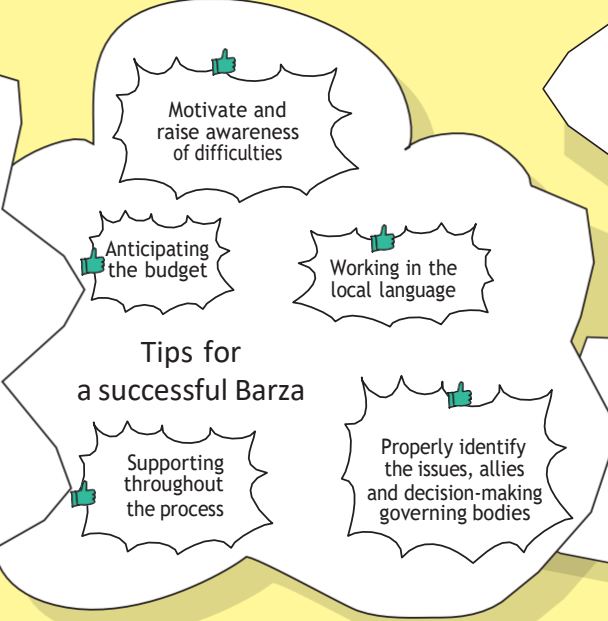 Motivate and
raise awareness
of difficulties
Anticipating
the budget
Working in the
local language
Tips for
a successful Barza
Supporting
throughout
the process
Properly identify
the issues, allies
and decision-making
governing bodies